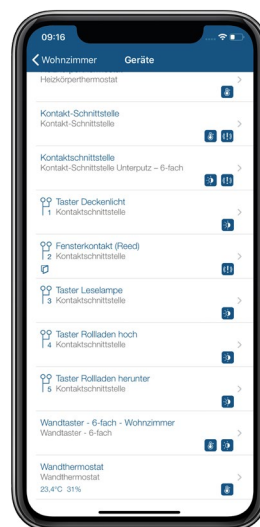 09:16
Wohnzimmer Geräte
Heizkörperthermostat
Kontakt-Schnittstelle
Kontakt-Schnittstelle
Kontaktschnittstelle
Kontakt-Schnittstelle Unterputz – 6-fach
Taster Deckenlicht
1 Kontaktschnittstelle
Fensterkontakt (Reed)
2 Kontaktschnittstelle
Taster Leselampe
3 Kontaktschnittstelle
Taster Rollladen hoch
4 Kontaktschnittstelle
Taster Rollladen herunter
5 Kontaktschnittstelle
Wandtaster - 6-fach - Wohnzimmer
Wandtaster - 6-fach
Wandthermostat
Wandthermostat
23,4°C 31%